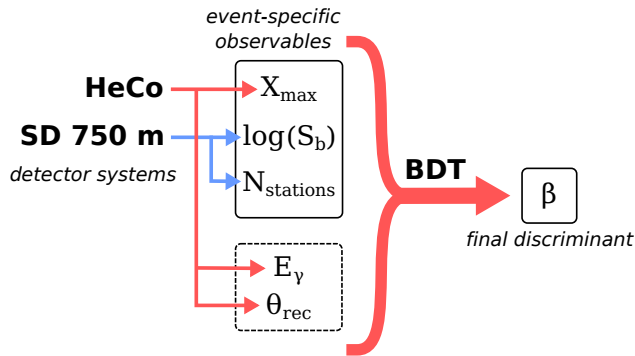 event-specific
observables
HeCo
X_max
SD 750 m
log(S_b)
detector systems
N_stations
BDT
β
final discriminant
E_γ
θ_rec